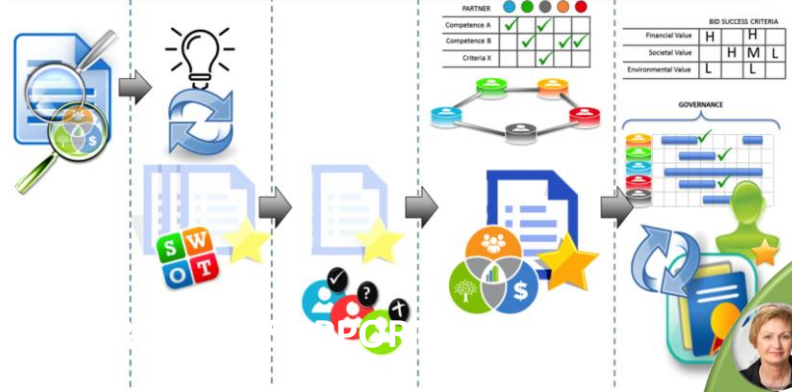 PARTNER
Competence A
Competence B
Criteria X
BID SUCCESS CRITERIA
Financial Value H H
Societal Value H M L
Environmental Value L L
GOVERNANCE
$
S W
O T
?
$